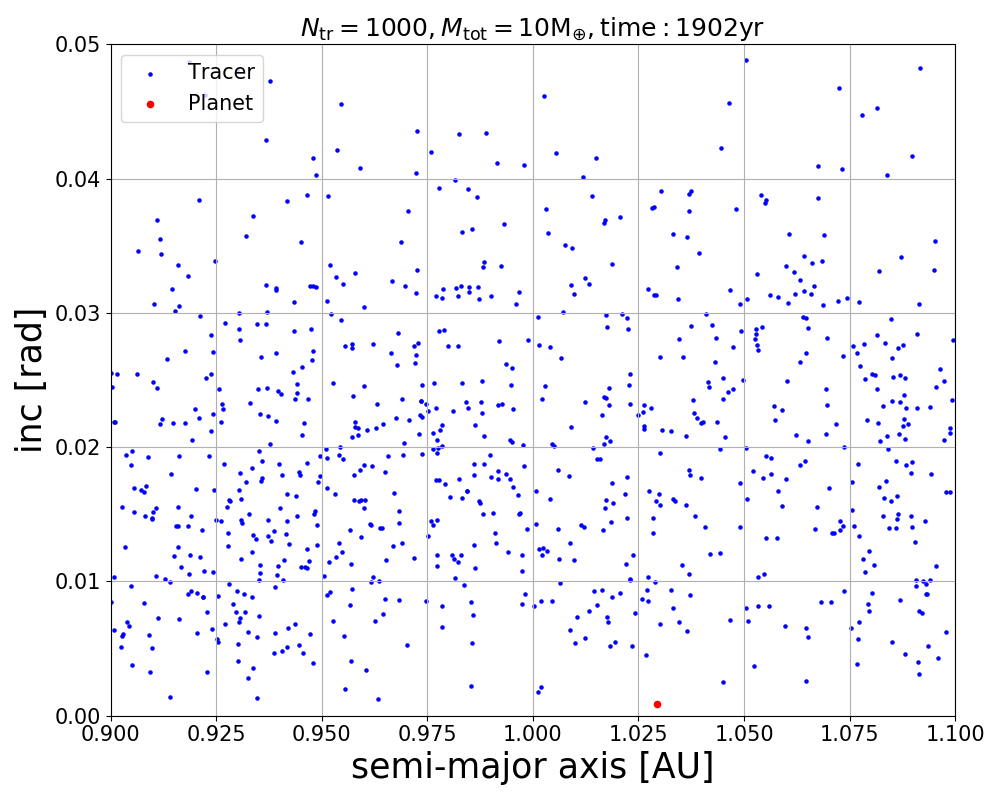 N_tr = 1000, M_tot = 10M_⊕, time : 1902yr
0.05
Tracer
Planet
0.04
0.03
inc [rad]
0.02
0.01
0.00
0.900 0.925 0.950 0.975 1.000 1.025 1.050 1.075 1.100
semi-major axis [AU]